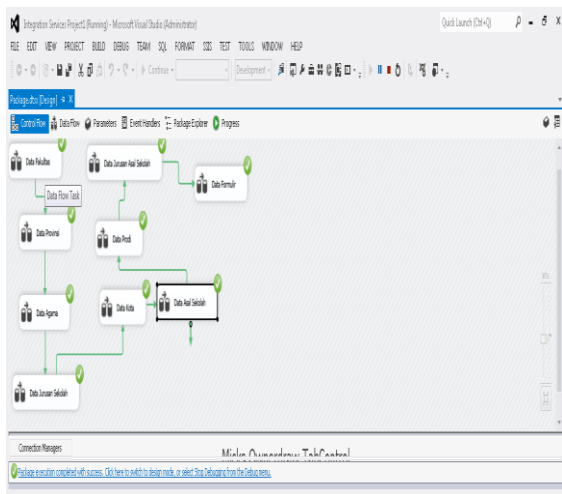 Integration Services Project2 (Running) - Microsoft Visual Studio (Administrator)
Quick Launch (Ctrl+Q)
FILE EDIT VIEW PROJECT BUILD DEBUG TEAM SQL FORMAT SSIS TEST TOOLS WINDOW HELP
Continue
Development
Package.dtsx [Design]
Control Flow Data Flow Parameters Event Handlers Package Explorer Progress
Data Fakultas
Data Jurusan Asal Sekolah
Data Formulir
Data Flow Task
Data Provinsi
Data Prodi
Data Agama
Data Kota
Data Asal Sekolah
Data Jurusan Sekolah
Connection Managers
Micks Ownerdraw TabControl
Package execution completed with success. Click here to switch to design mode, or select Stop Debugging from the Debug menu.